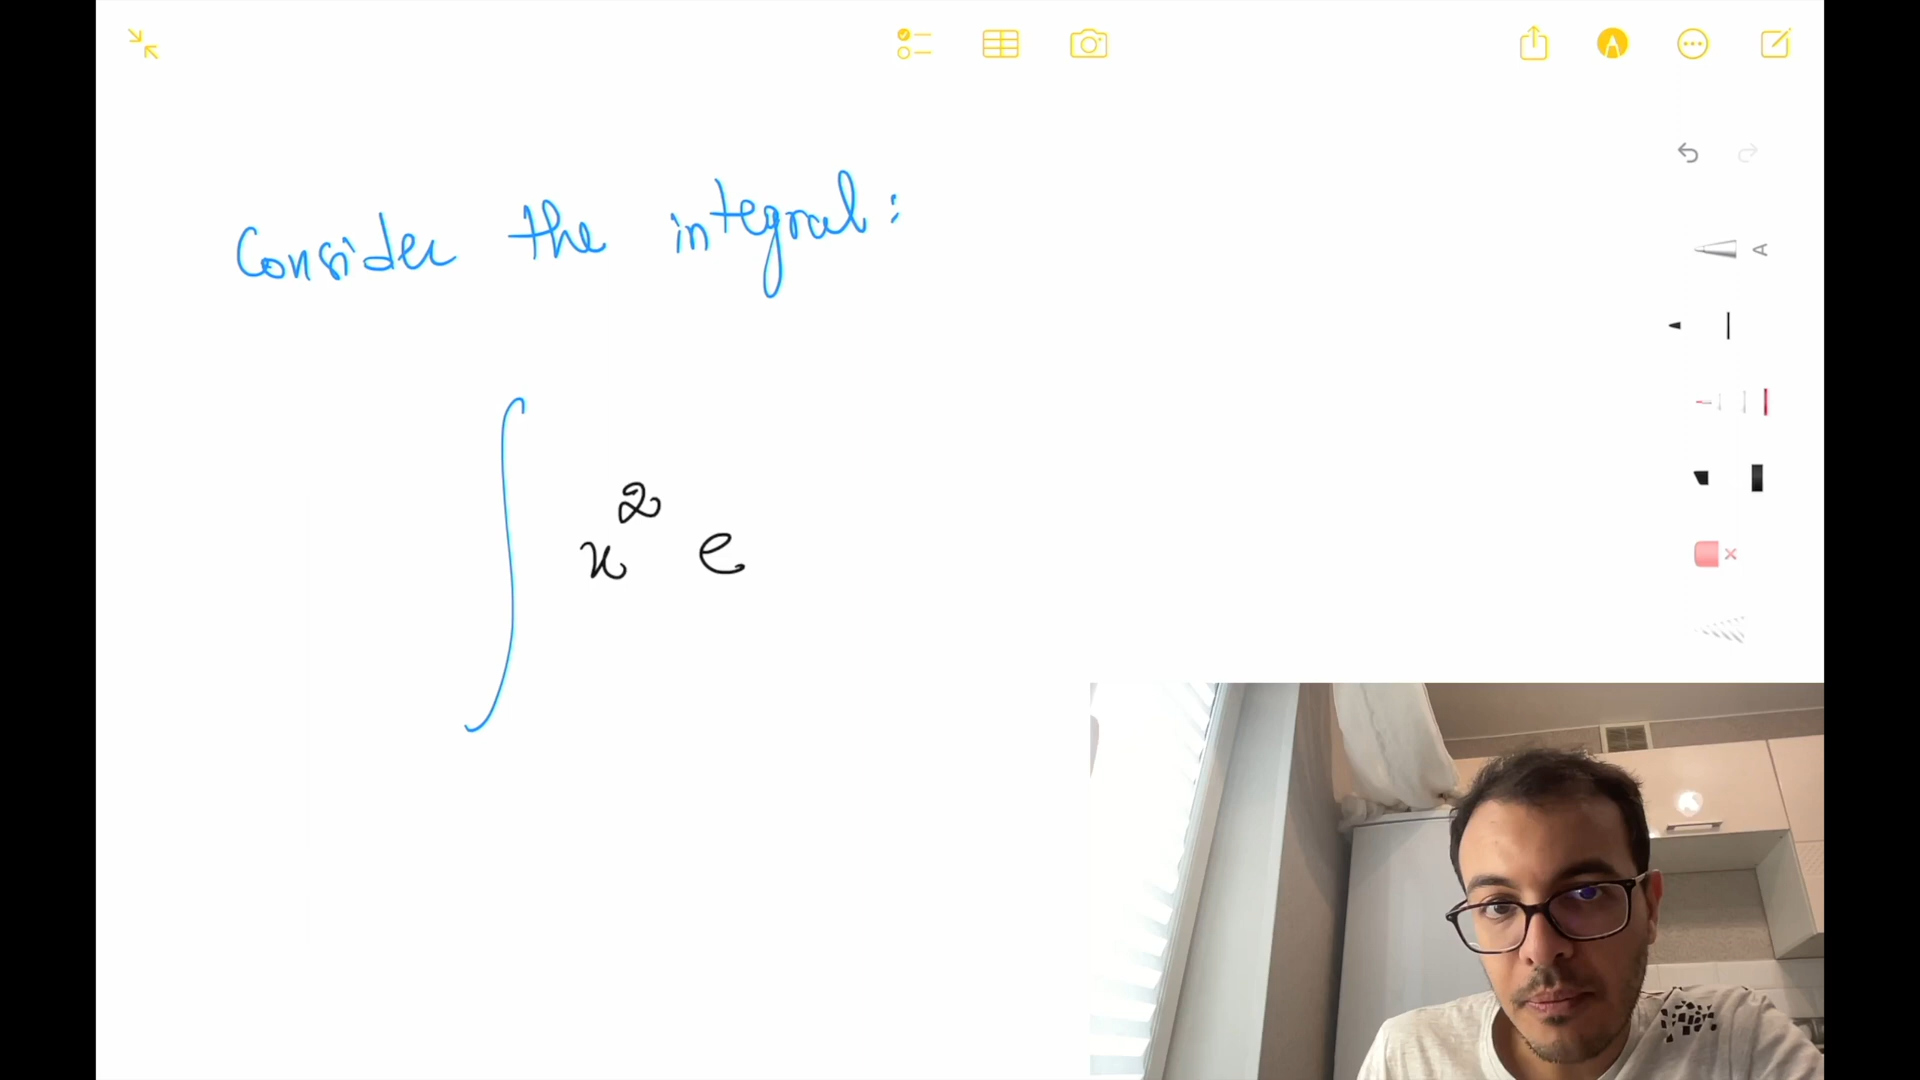 Consider the integral:
∫ x² e